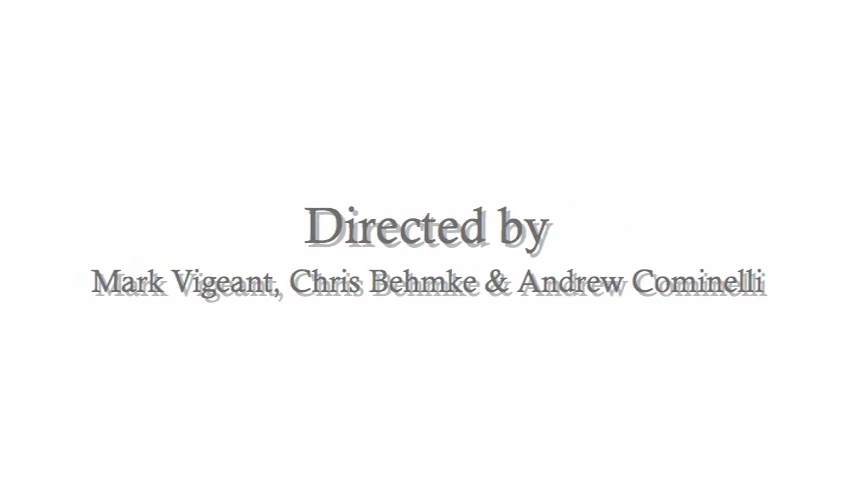 Directed by
Mark Vigeant, Chris Behmke & Andrew Cominelli